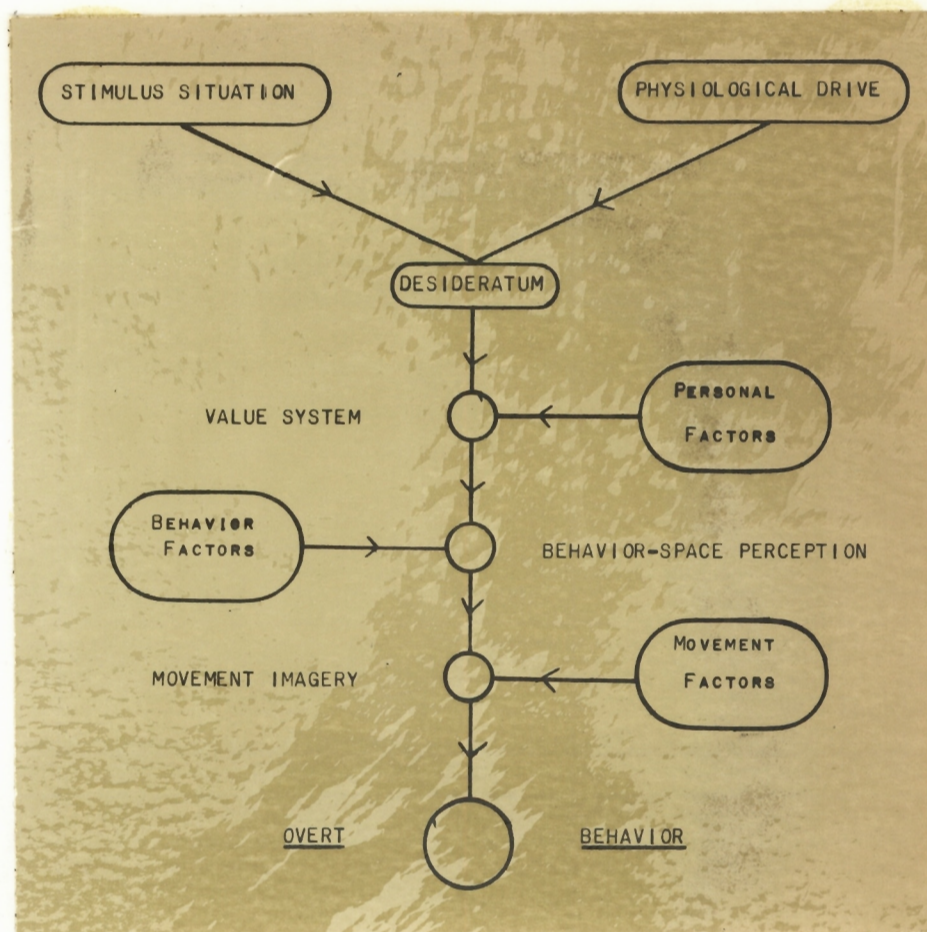 STIMULUS SITUATION
PHYSIOLOGICAL DRIVE
DESIDERATUM
VALUE SYSTEM
PERSONAL
FACTORS
BEHAVIOR
FACTORS
BEHAVIOR-SPACE PERCEPTION
MOVEMENT IMAGERY
MOVEMENT
FACTORS
OVERT BEHAVIOR